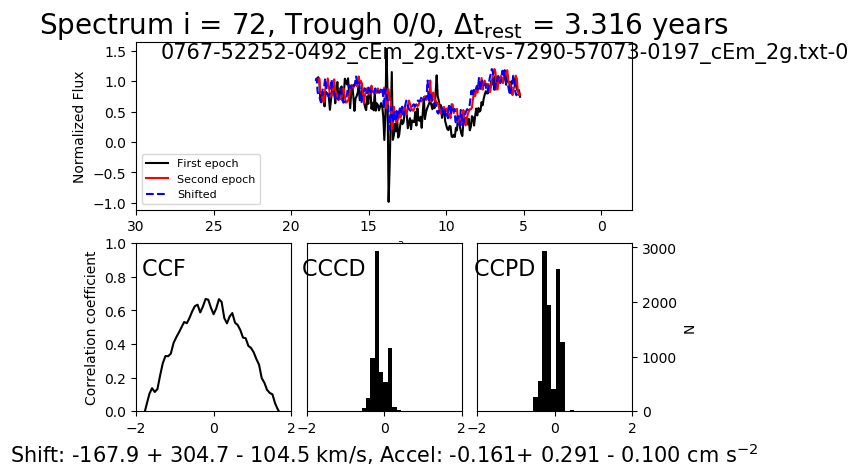 Spectrum i = 72, Trough 0/0, Δt_rest = 3.316 years
0767-52252-0492_cEm_2g.txt-vs-7290-57073-0197_cEm_2g.txt-0
Normalized Flux
1.5
1.0
0.5
0.0
−0.5
−1.0
First epoch
Second epoch
Shifted
30 25 20 15 10 5 0
Correlation coefficient
1.0
0.8
0.6
0.4
0.2
0.0
CCF
−2 0 2
CCCD
−2 0 2
CCPD
−2 0 2
3000
2000
1000
0
N
Shift: -167.9 + 304.7 - 104.5 km/s, Accel: -0.161+ 0.291 - 0.100 cm s⁻²